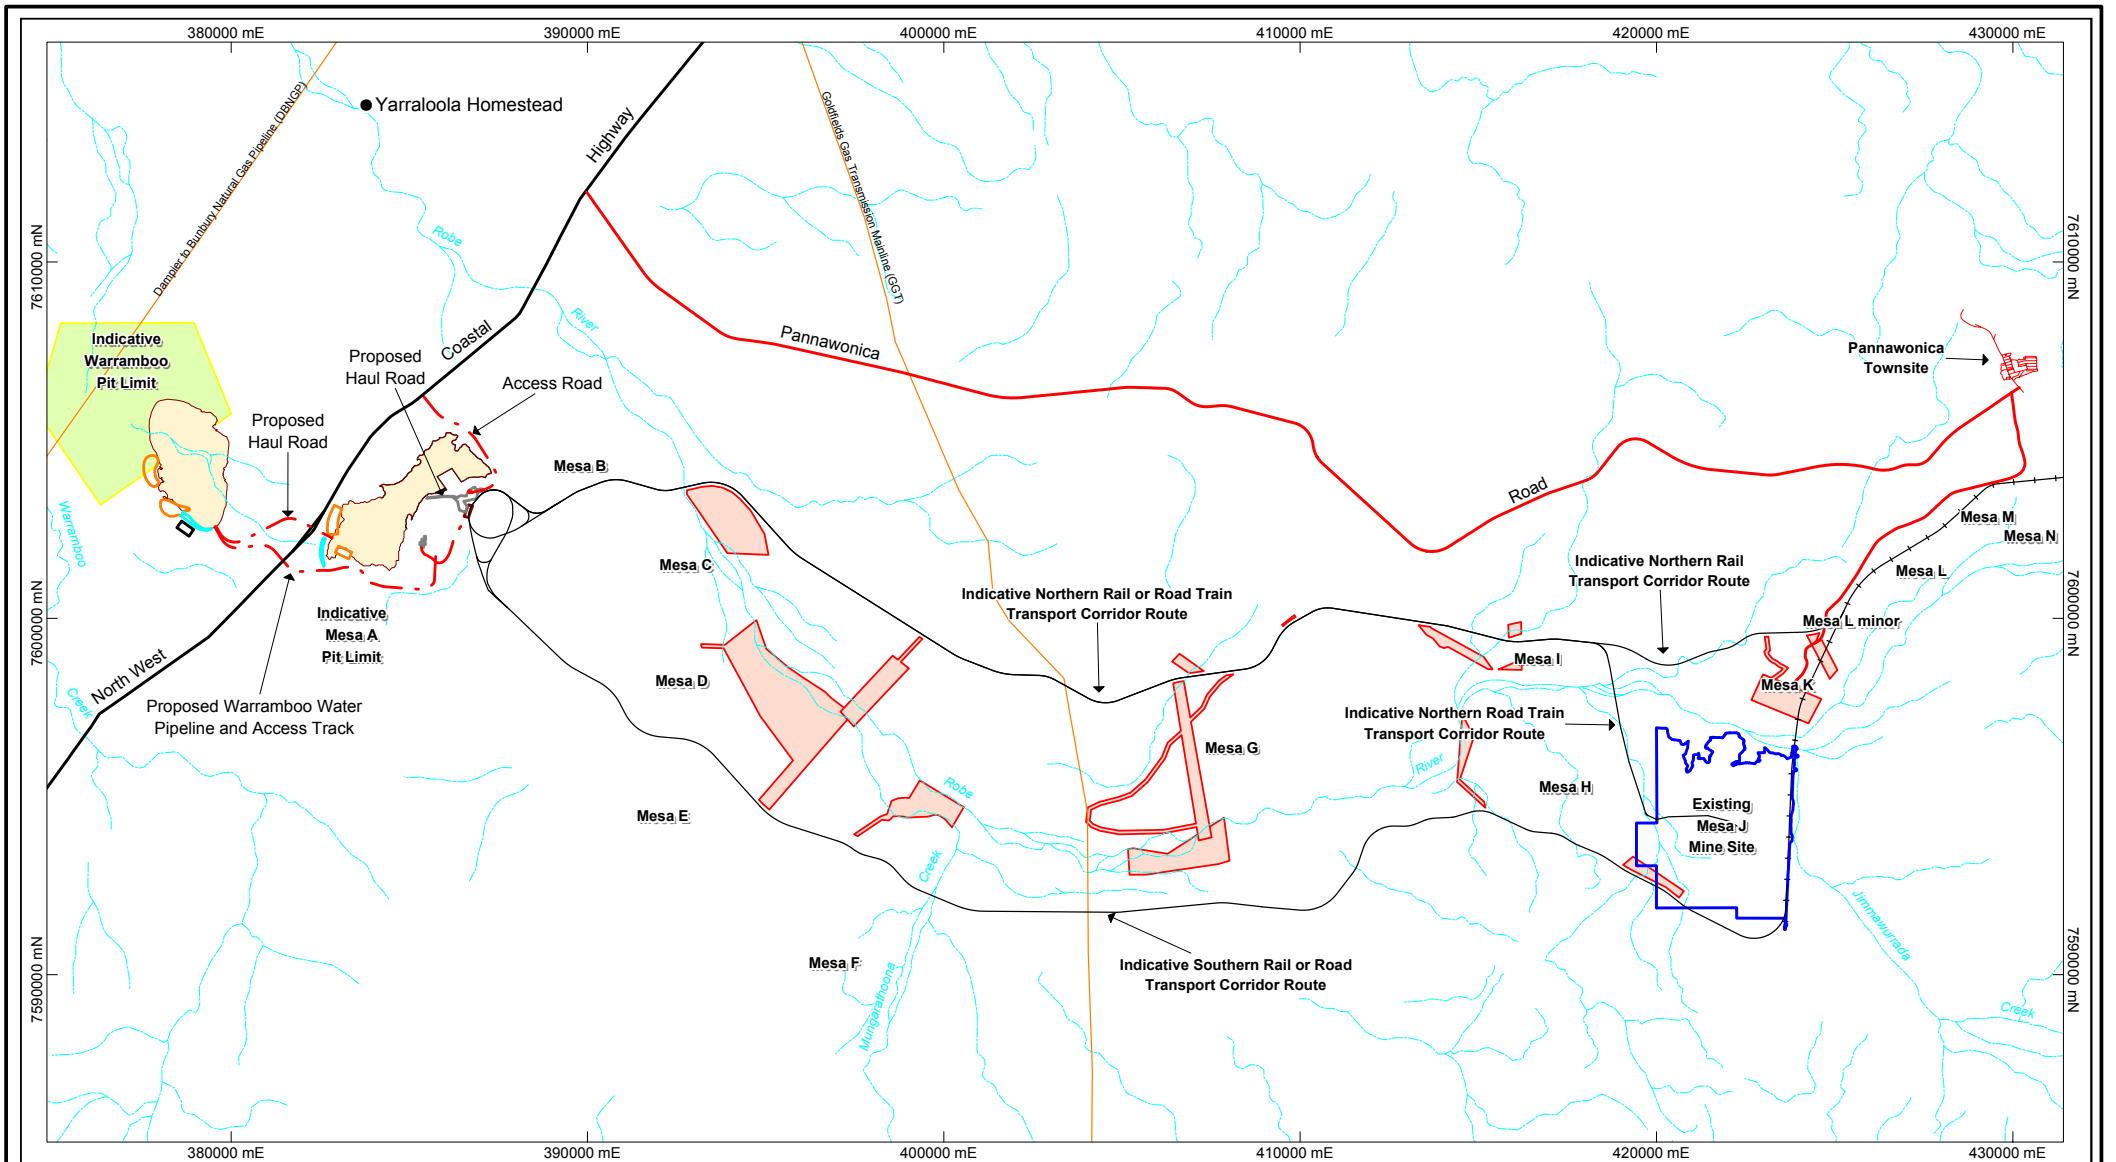 380000 mE
390000 mE
400000 mE
410000 mE
420000 mE
430000 mE
Yarraloola Homestead
Dampier to Bunbury Natural Gas Pipeline (DBNGP)
Highway
Goldfields Gas Transmission Mainline (GGT)
Robe
River
7610000 mN
7610000 mN
Coastal
Pannawonica
Indicative
Warramboo
Pit Limit
Proposed
Haul Road
Access Road
Pannawonica
Townsite
Proposed
Haul Road
Mesa B
Road
Warramboo
Mesa C
Mesa M
Mesa N
Indicative Northern Rail
Transport Corridor Route
Mesa L
Indicative Northern Rail or Road Train
Transport Corridor Route
7600000 mN
7600000 mN
Indicative
Mesa A
Pit Limit
Mesa L minor
North West
Creek
Mesa D
Mesa I
Mesa K
Proposed Warramboo Water
Pipeline and Access Track
Indicative Northern Road Train
Transport Corridor Route
Mesa G
River
Robe
Mesa H
Mesa E
Existing
Mesa J
Mine Site
Creek
Jimmawurrada
Mesa F
Mungarathoona
Indicative Southern Rail or Road
Transport Corridor Route
7590000 mN
7590000 mN
Creek
380000 mE
390000 mE
400000 mE
410000 mE
420000 mE
430000 mE